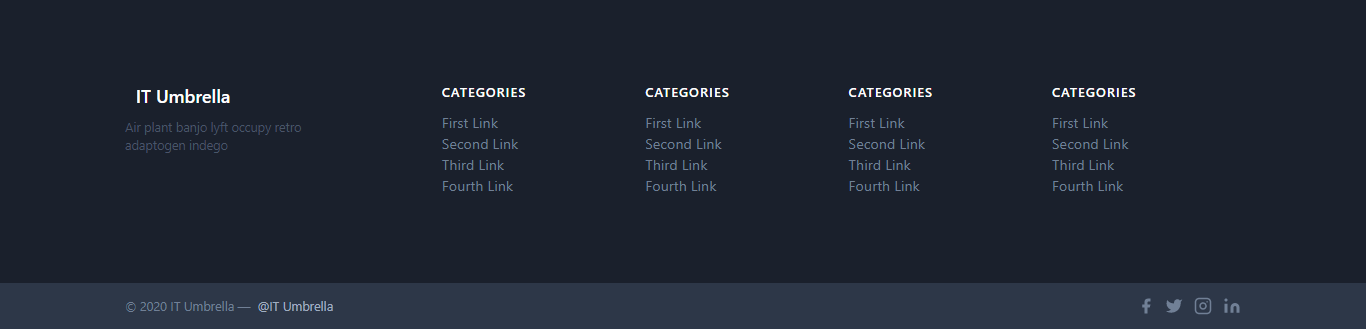 IT Umbrella
Air plant banjo lyft occupy retro
adaptogen indego
CATEGORIES
First Link
Second Link
Third Link
Fourth Link
CATEGORIES
First Link
Second Link
Third Link
Fourth Link
CATEGORIES
First Link
Second Link
Third Link
Fourth Link
CATEGORIES
First Link
Second Link
Third Link
Fourth Link
© 2020 IT Umbrella — @IT Umbrella